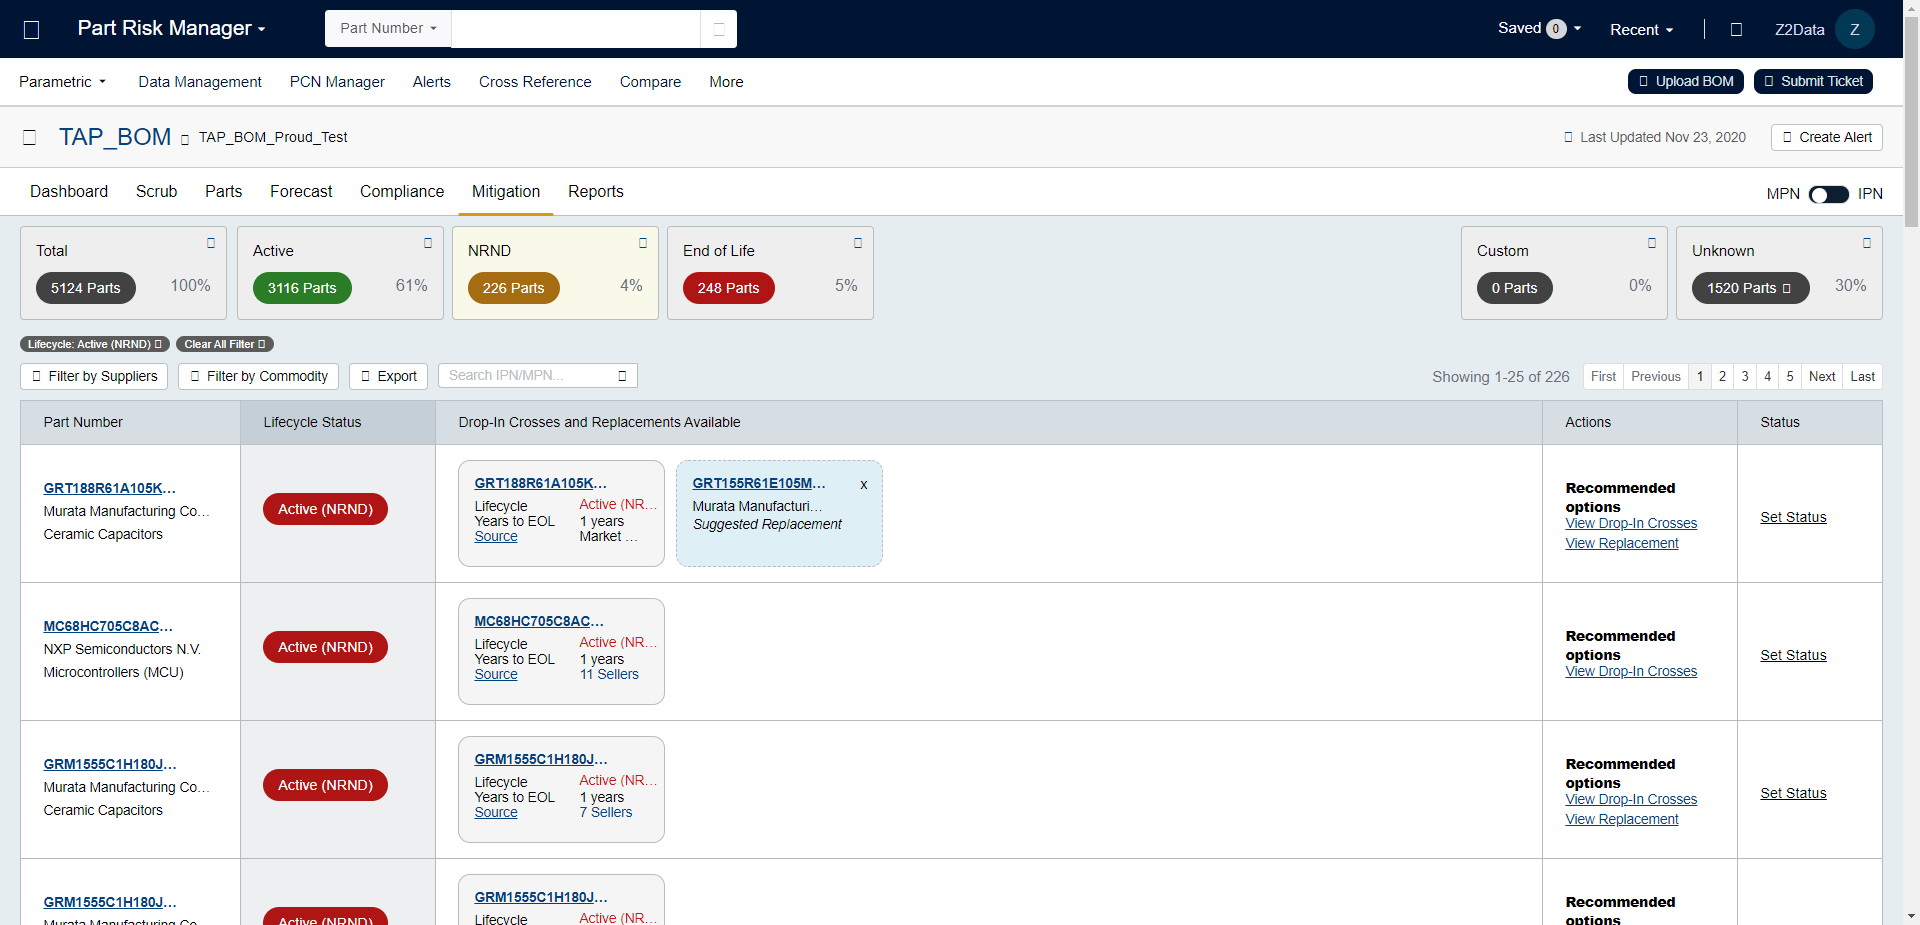 Part Risk Manager
Part Number
Saved 0
Recent
Z2Data
Z
Parametric
Data Management
PCN Manager
Alerts
Cross Reference
Compare
More
Upload BOM
Submit Ticket
TAP_BOM
TAP_BOM_Proud_Test
Last Updated Nov 23, 2020
Create Alert
Dashboard
Scrub
Parts
Forecast
Compliance
Mitigation
Reports
MPN
IPN
Total
5124 Parts
100%
Active
3116 Parts
61%
NRND
226 Parts
4%
End of Life
248 Parts
5%
Custom
0 Parts
0%
Unknown
1520 Parts
30%
Lifecycle: Active (NRND)
Clear All Filter
Filter by Suppliers
Filter by Commodity
Export
Search IPN/MPN...
Showing 1-25 of 226
First
Previous
1
2
3
4
5
Next
Last
Part Number
Lifecycle Status
Drop-In Crosses and Replacements Available
Actions
Status
GRT188R61A105K...
Murata Manufacturing Co...
Ceramic Capacitors
Active (NRND)
GRT188R61A105K...
Lifecycle Active (NR...
Years to EOL 1 years
Source Market ...
GRT155R61E105M...
x
Murata Manufacturi...
Suggested Replacement
Recommended
options
View Drop-In Crosses
View Replacement
Set Status
MC68HC705C8AC...
NXP Semiconductors N.V.
Microcontrollers (MCU)
Active (NRND)
MC68HC705C8AC...
Lifecycle Active (NR...
Years to EOL 1 years
Source 11 Sellers
Recommended
options
View Drop-In Crosses
Set Status
GRM1555C1H180J...
Murata Manufacturing Co...
Ceramic Capacitors
Active (NRND)
GRM1555C1H180J...
Lifecycle Active (NR...
Years to EOL 1 years
Source 7 Sellers
Recommended
options
View Drop-In Crosses
View Replacement
Set Status
GRM1555C1H180J...
Murata Manufacturing Co...
Active (NRND)
GRM1555C1H180J...
Lifecycle Active (NR...
Recommended
options